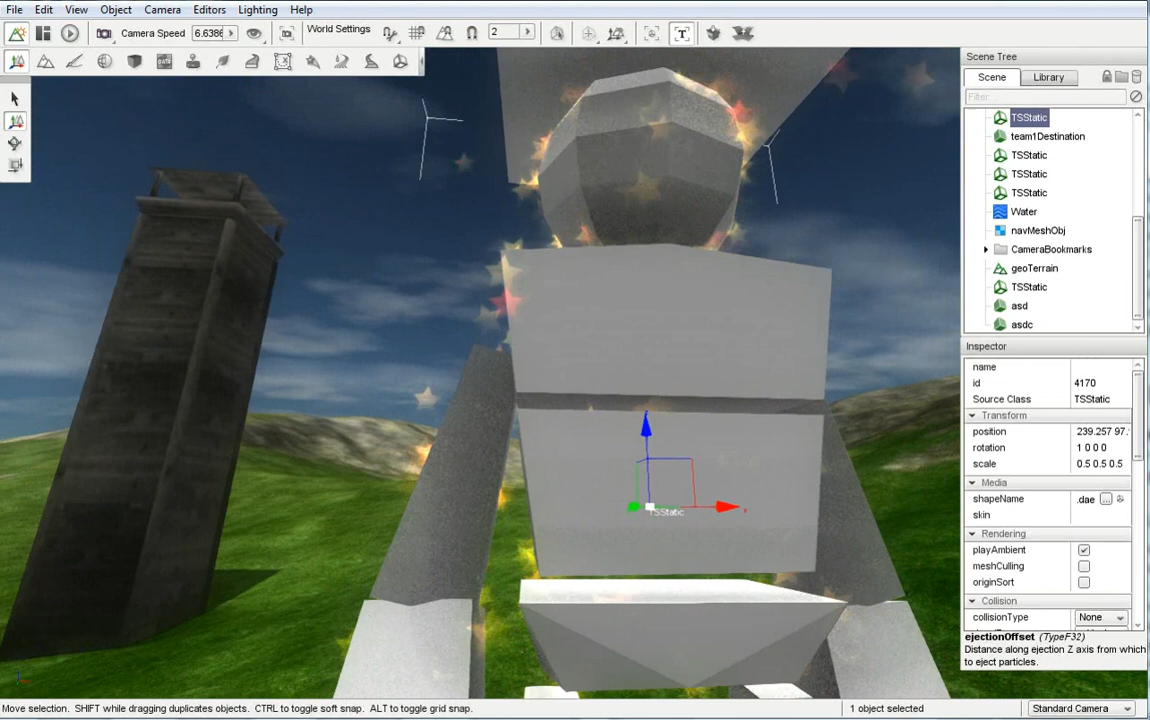 File Edit View Object Camera Editors Lighting Help
Camera Speed 6.6386 World Settings 2
Scene Tree
Scene Library
Filter
TSStatic
team1Destination
TSStatic
TSStatic
TSStatic
Water
navMeshObj
CameraBookmarks
geoTerrain
TSStatic
asd
asdc
Inspector
name
id 4170
Source Class TSStatic
Transform
position 239.257 97.
rotation 1 0 0 0
scale 0.5 0.5 0.5
Media
shapeName .dae ...
skin
Rendering
playAmbient
meshCulling
originSort
Collision
collisionType None
ejectionOffset (TypeF32)
Distance along ejection Z axis from which
to eject particles.
TSStatic
Move selection. SHIFT while dragging duplicates objects. CTRL to toggle soft snap. ALT to toggle grid snap. 1 object selected Standard Camera